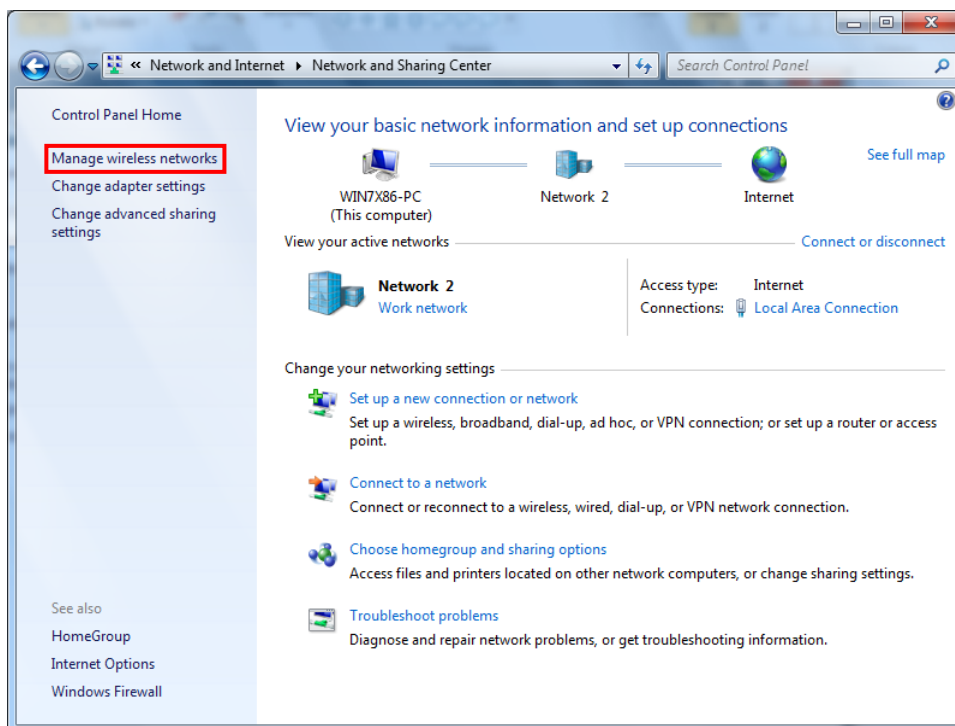 « Network and Internet ▸ Network and Sharing Center
Search Control Panel
Control Panel Home
Manage wireless networks
Change adapter settings
Change advanced sharing
settings
See also
HomeGroup
Internet Options
Windows Firewall
View your basic network information and set up connections
See full map
WIN7X86-PC
(This computer)
Network 2
Internet
View your active networks
Connect or disconnect
Network 2
Work network
Access type: Internet
Connections: Local Area Connection
Change your networking settings
Set up a new connection or network
Set up a wireless, broadband, dial-up, ad hoc, or VPN connection; or set up a router or access
point.
Connect to a network
Connect or reconnect to a wireless, wired, dial-up, or VPN network connection.
Choose homegroup and sharing options
Access files and printers located on other network computers, or change sharing settings.
Troubleshoot problems
Diagnose and repair network problems, or get troubleshooting information.